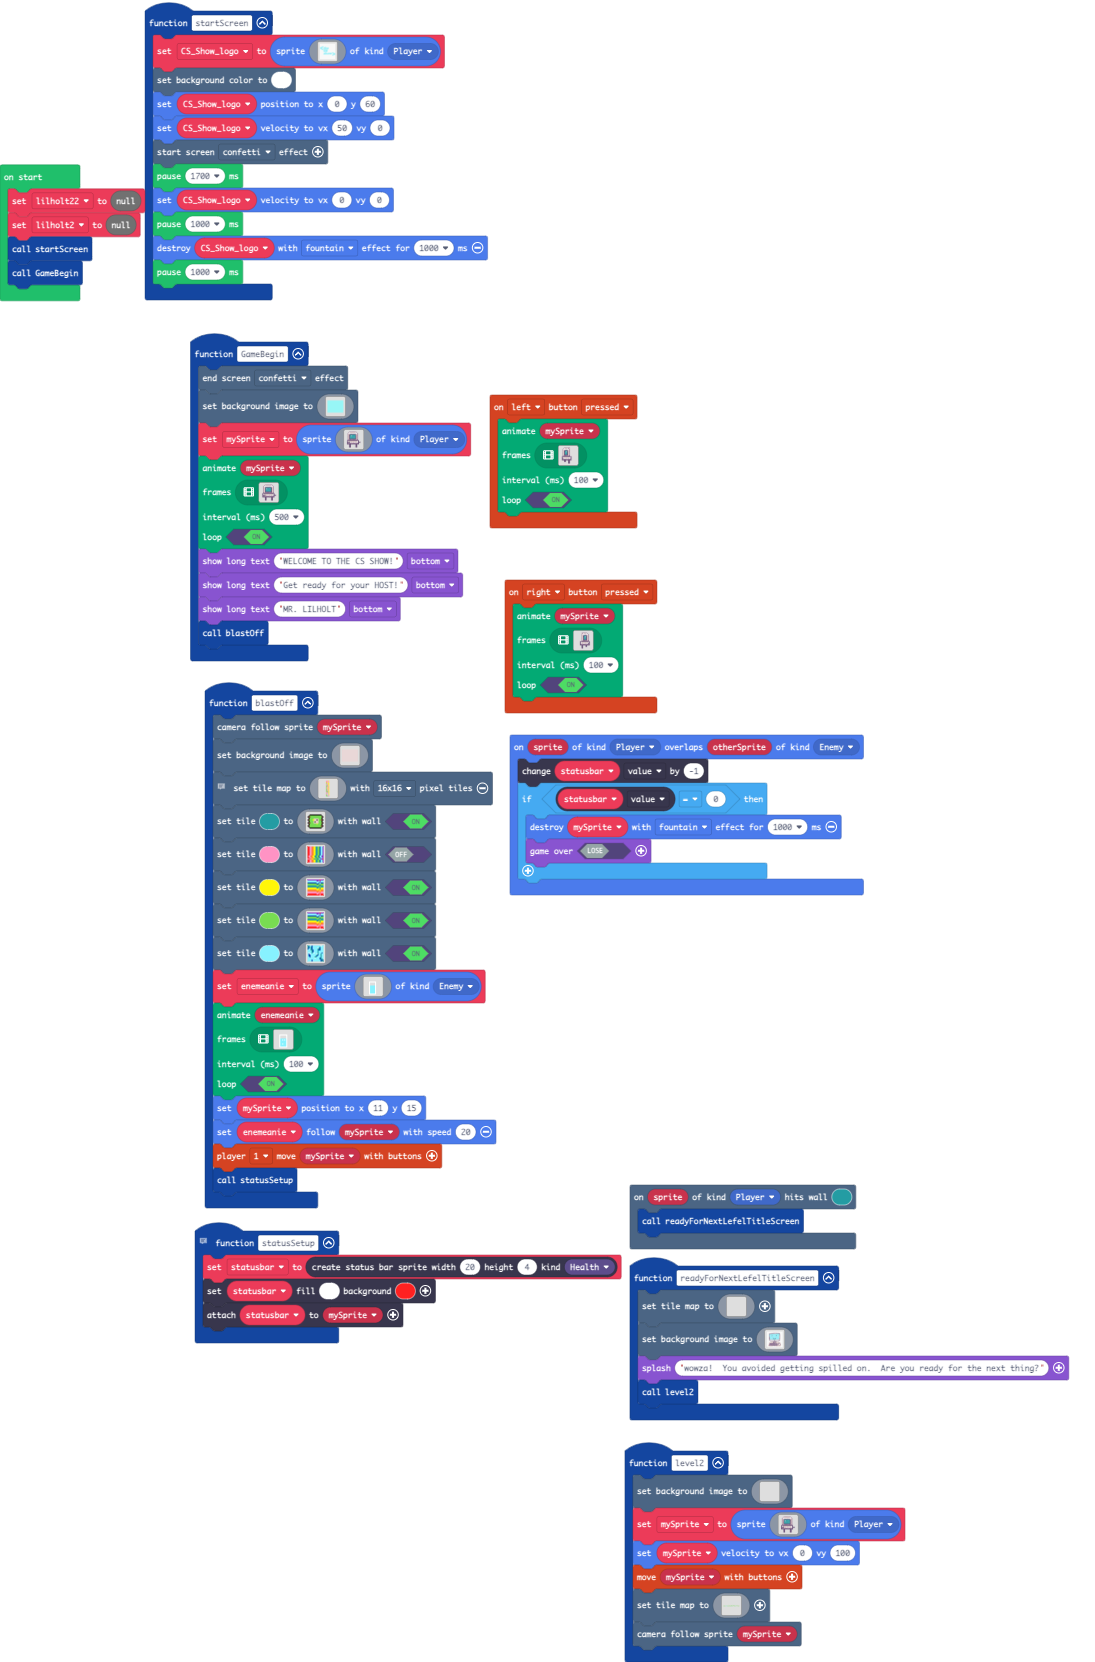 function startScreen
set CS_Show_logo to sprite of kind Player
set background color to
set CS_Show_logo position to x 0 y 60
set CS_Show_logo velocity to vx 50 vy 0
start screen confetti effect
pause 1700 ms
set CS_Show_logo velocity to vx 0 vy 0
pause 1000 ms
destroy CS_Show_logo with fountain effect for 1000 ms
pause 1000 ms
on start
set lilholt22 to null
set lilholt2 to null
call startScreen
call GameBegin
function GameBegin
end screen confetti effect
set background image to
set mySprite to sprite of kind Player
animate mySprite
frames
interval (ms) 500
loop ON
show long text "WELCOME TO THE CS SHOW!" bottom
show long text "Get ready for your HOST!" bottom
show long text "MR. LILHOLT" bottom
call blastOff
on left button pressed
animate mySprite
frames
interval (ms) 100
loop ON
on right button pressed
animate mySprite
frames
interval (ms) 100
loop ON
function blastOff
camera follow sprite mySprite
set background image to
set tile map to with 16x16 pixel tiles
set tile to with wall ON
set tile to with wall OFF
set tile to with wall ON
set tile to with wall ON
set tile to with wall ON
set enemeanie to sprite of kind Enemy
animate enemeanie
frames
interval (ms) 100
loop ON
set mySprite position to x 11 y 15
set enemeanie follow mySprite with speed 20
player 1 move mySprite with buttons
call statusSetup
on sprite of kind Player overlaps otherSprite of kind Enemy
change statusbar value by -1
if statusbar value = 0 then
destroy mySprite with fountain effect for 1000 ms
game over LOSE
function statusSetup
set statusbar to create status bar sprite width 20 height 4 kind Health
set statusbar fill background
attach statusbar to mySprite
on sprite of kind Player hits wall
call readyForNextLefelTitleScreen
function readyForNextLefelTitleScreen
set tile map to
set background image to
splash "wowza! You avoided getting spilled on. Are you ready for the next thing?"
call level2
function level2
set background image to
set mySprite to sprite of kind Player
set mySprite velocity to vx 0 vy 100
move mySprite with buttons
set tile map to
camera follow sprite mySprite